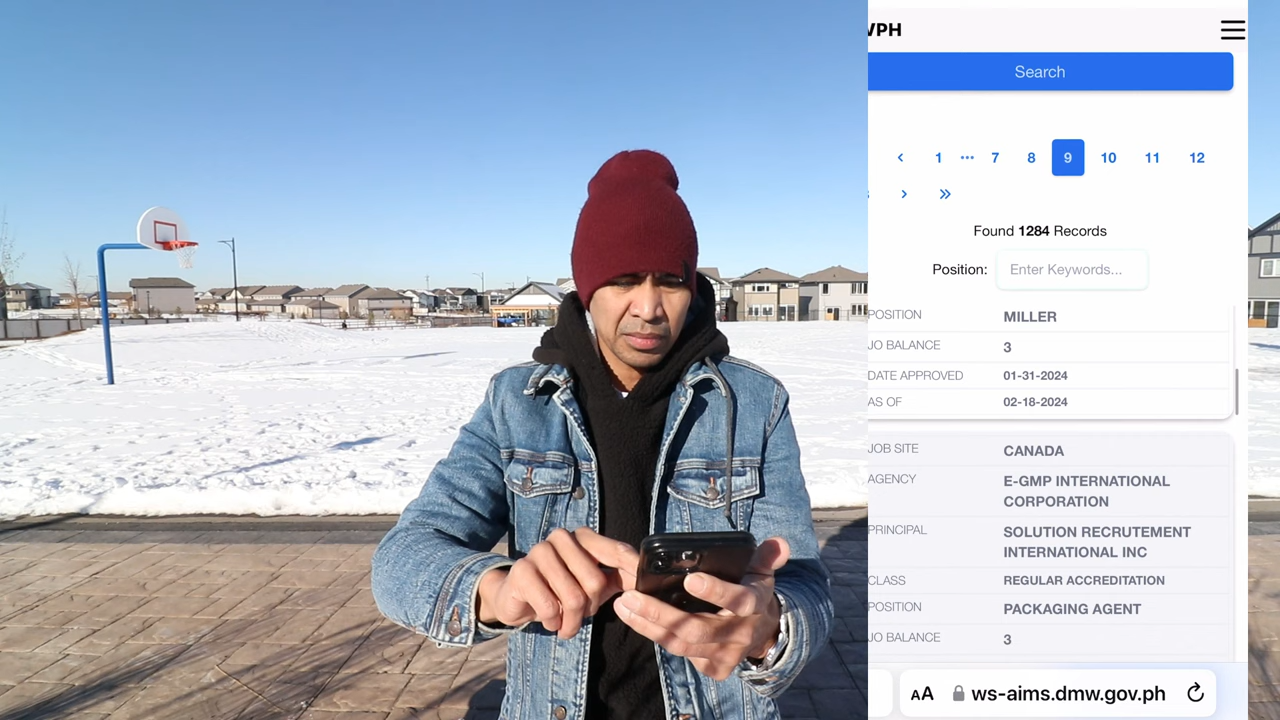 VPH
Search
‹ 1 ••• 7 8 9 10 11 12
› »
Found 1284 Records
Position: Enter Keywords...
POSITION MILLER
JO BALANCE 3
DATE APPROVED 01-31-2024
AS OF 02-18-2024
JOB SITE CANADA
AGENCY E-GMP INTERNATIONAL
CORPORATION
PRINCIPAL SOLUTION RECRUTEMENT
INTERNATIONAL INC
CLASS REGULAR ACCREDITATION
POSITION PACKAGING AGENT
JO BALANCE 3
AA ws-aims.dmw.gov.ph